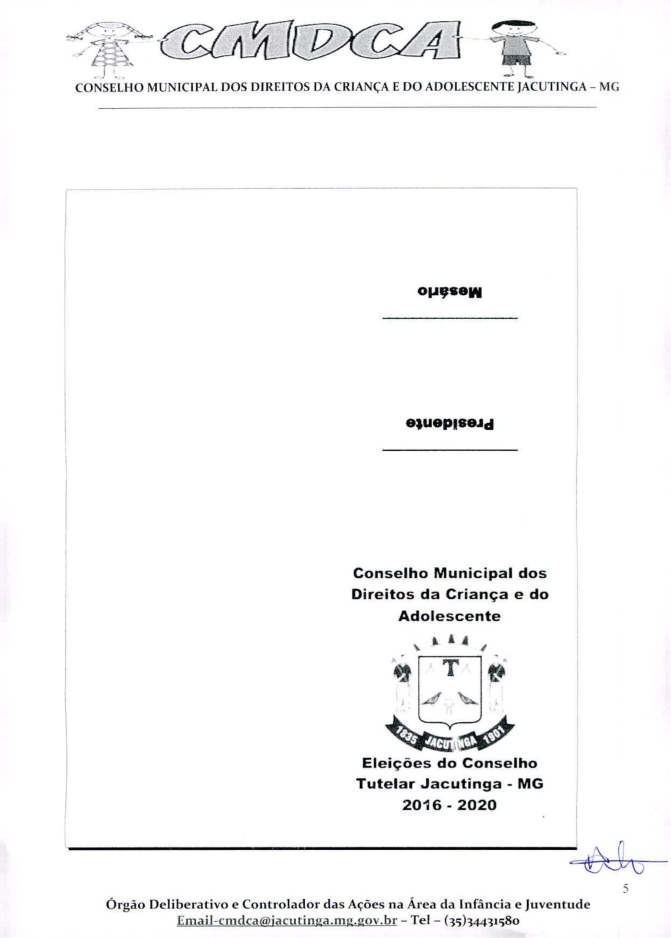 CMDCA
CONSELHO MUNICIPAL DOS DIREITOS DA CRIANÇA E DO ADOLESCENTE JACUTINGA – MG
Mesário
Presidente
Conselho Municipal dos
Direitos da Criança e do
Adolescente
T
1835 JACUTINGA 1901
Eleições do Conselho
Tutelar Jacutinga - MG
2016 - 2020
5
Órgão Deliberativo e Controlador das Ações na Área da Infância e Juventude
Email-cmdca@jacutinga.mg.gov.br – Tel – (35)34431580